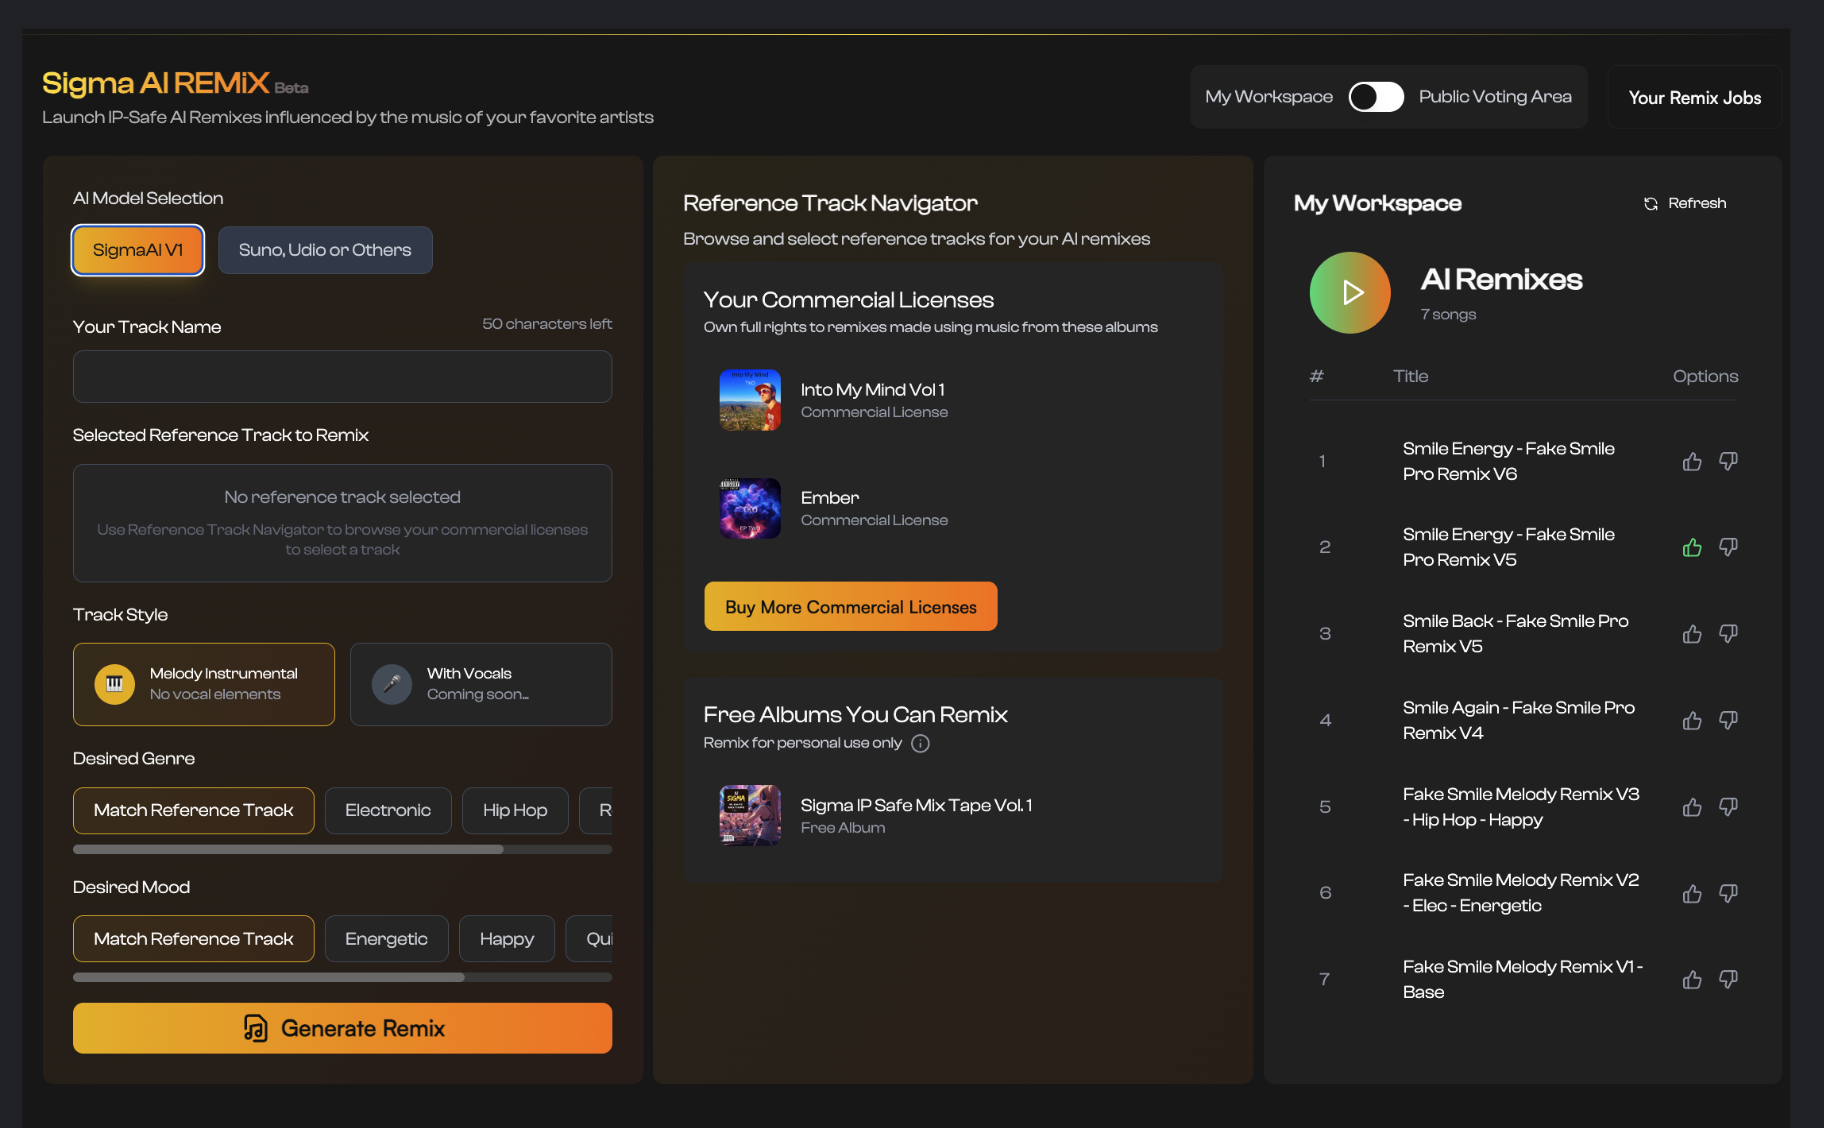 Sigma AI REMiX Beta
Launch IP-Safe AI Remixes influenced by the music of your favorite artists
My Workspace
Public Voting Area
Your Remix Jobs
AI Model Selection
SigmaAI V1
Suno, Udio or Others
Your Track Name
50 characters left
Selected Reference Track to Remix
No reference track selected
Use Reference Track Navigator to browse your commercial licenses
to select a track
Track Style
Melody Instrumental
No vocal elements
With Vocals
Coming soon...
Desired Genre
Match Reference Track
Electronic
Hip Hop
R
Desired Mood
Match Reference Track
Energetic
Happy
Qui
Generate Remix
Reference Track Navigator
Browse and select reference tracks for your AI remixes
Your Commercial Licenses
Own full rights to remixes made using music from these albums
Into My Mind
Into My Mind Vol 1
Commercial License
Ember
Commercial License
Buy More Commercial Licenses
Free Albums You Can Remix
Remix for personal use only
SIGMA
Sigma IP Safe Mix Tape Vol. 1
Free Album
My Workspace
Refresh
AI Remixes
7 songs
# Title Options
1 Smile Energy - Fake Smile
Pro Remix V6
2 Smile Energy - Fake Smile
Pro Remix V5
3 Smile Back - Fake Smile Pro
Remix V5
4 Smile Again - Fake Smile Pro
Remix V4
5 Fake Smile Melody Remix V3
- Hip Hop - Happy
6 Fake Smile Melody Remix V2
- Elec - Energetic
7 Fake Smile Melody Remix V1 -
Base